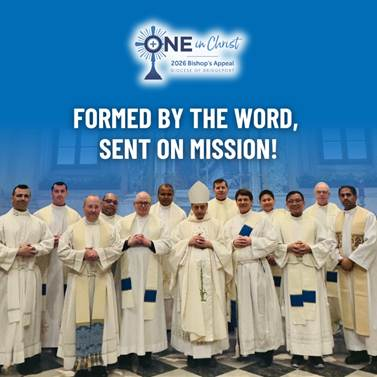 ONE in Christ
2026 Bishop's Appeal
DIOCESE OF BRIDGEPORT
FORMED BY THE WORD,
SENT ON MISSION!